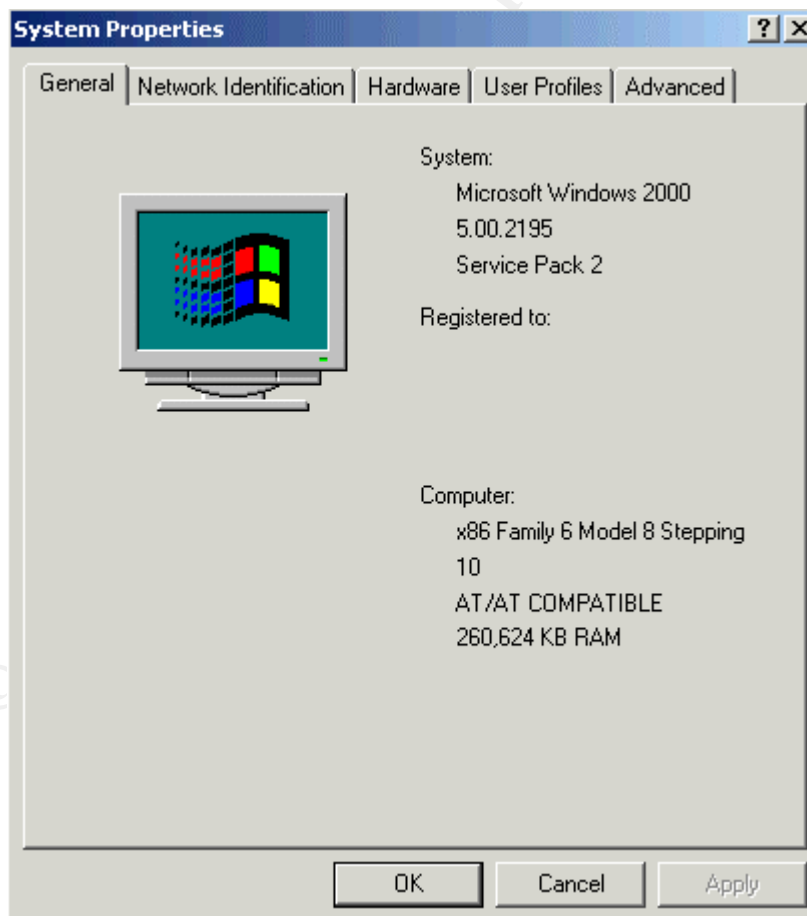 System Properties
? X
General Network Identification Hardware User Profiles Advanced
System:
Microsoft Windows 2000
5.00.2195
Service Pack 2
Registered to:
Computer:
x86 Family 6 Model 8 Stepping
10
AT/AT COMPATIBLE
260,624 KB RAM
OK Cancel Apply